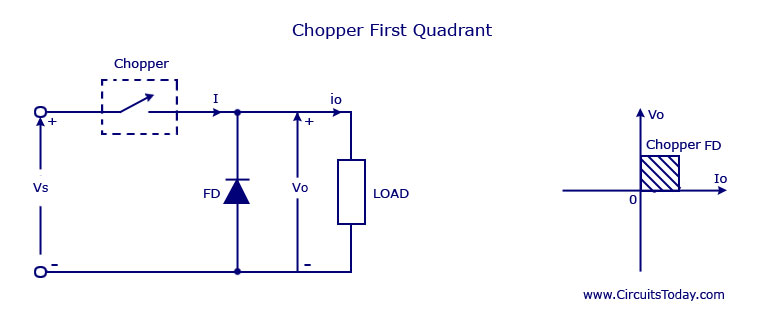 Chopper First Quadrant
Chopper
I
io
+
+
Vs
FD
Vo
LOAD
-
-
Vo
Chopper FD
Io
0
www.CircuitsToday.com